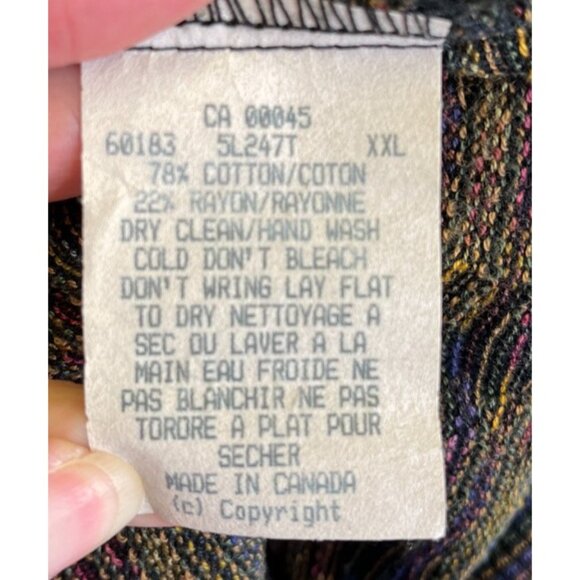 CA 00045
60183 5L247T XXL
78% COTTON/COTON
22% RAYON/RAYONNE
DRY CLEAN/HAND WASH
COLD DON'T BLEACH
DON'T WRING LAY FLAT
TO DRY NETTOYAGE A
SEC OU LAVER A LA
MAIN EAU FROIDE NE
PAS BLANCHIR NE PAS
TORDRE A PLAT POUR
SECHER
MADE IN CANADA
(c) Copyright